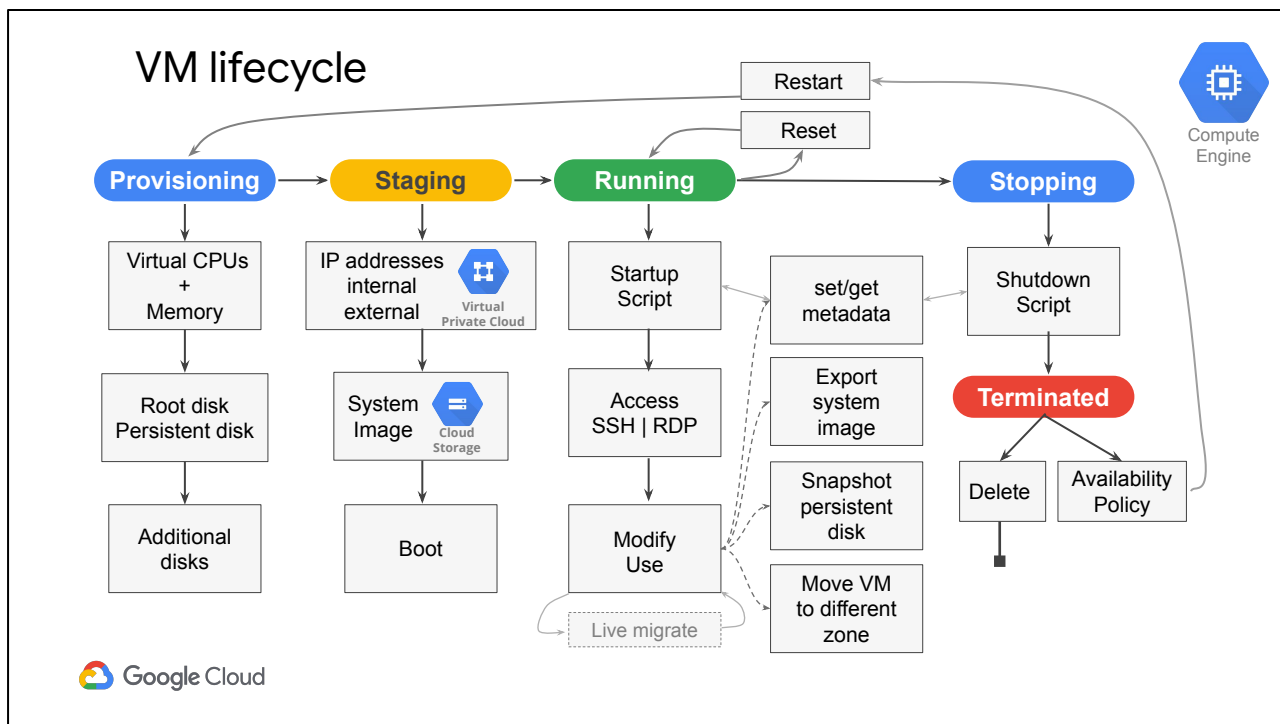 VM lifecycle
Restart
Reset
Compute
Engine
Provisioning
Staging
Running
Stopping
Virtual CPUs
+
Memory
Root disk
Persistent disk
Additional
disks
IP addresses
internal
external
Virtual
Private Cloud
System
Image
Cloud
Storage
Boot
Startup
Script
Access
SSH | RDP
Modify
Use
Live migrate
set/get
metadata
Export
system
image
Snapshot
persistent
disk
Move VM
to different
zone
Shutdown
Script
Terminated
Delete
Availability
Policy
Google Cloud